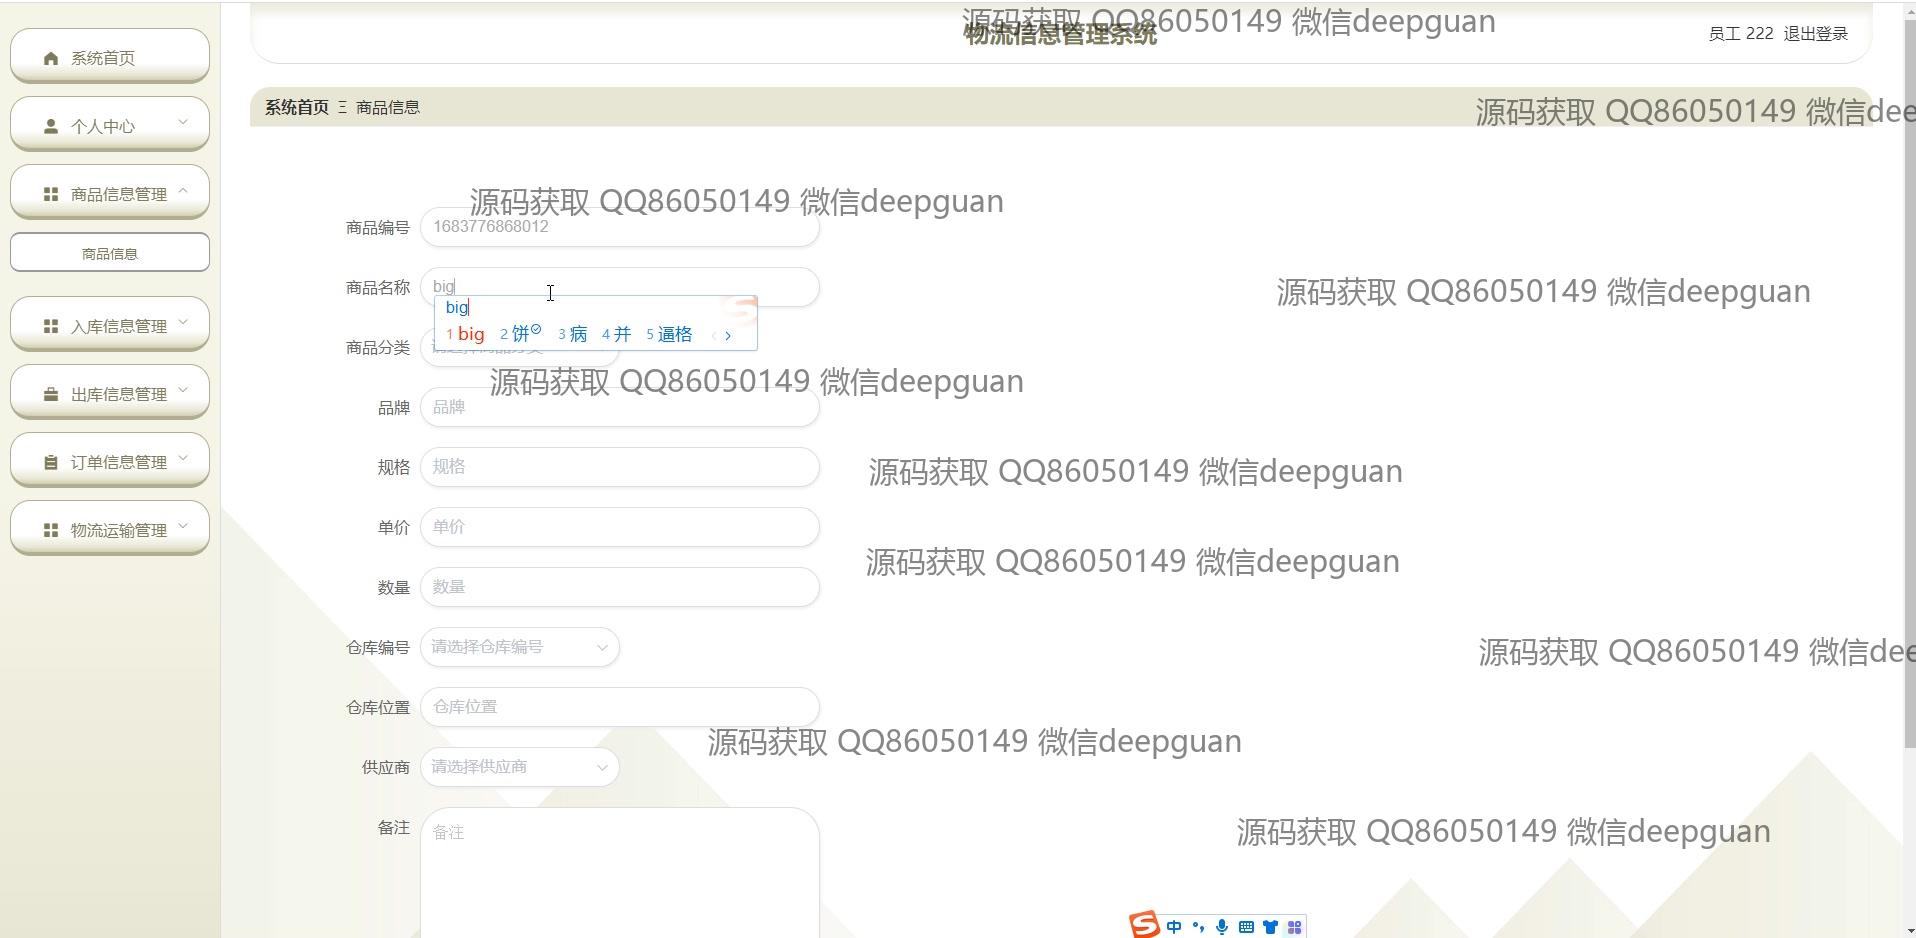 源码获取 QQ86050149 微信deepguan
物流信息管理系统
员工 222 退出登录
系统首页
个人中心
商品信息管理
商品信息
入库信息管理
出库信息管理
订单信息管理
物流运输管理
系统首页 Ξ 商品信息
源码获取 QQ86050149 微信dee
源码获取 QQ86050149 微信deepguan
商品编号 1683776868012
源码获取 QQ86050149 微信deepguan
商品名称 big
big
1 big 2 饼 3 病 4 并 5 逼格
商品分类
源码获取 QQ86050149 微信deepguan
品牌 品牌
规格 规格
源码获取 QQ86050149 微信deepguan
单价 单价
源码获取 QQ86050149 微信deepguan
数量 数量
仓库编号 请选择仓库编号
源码获取 QQ86050149 微信dee
仓库位置 仓库位置
源码获取 QQ86050149 微信deepguan
供应商 请选择供应商
备注 备注
源码获取 QQ86050149 微信deepguan
中